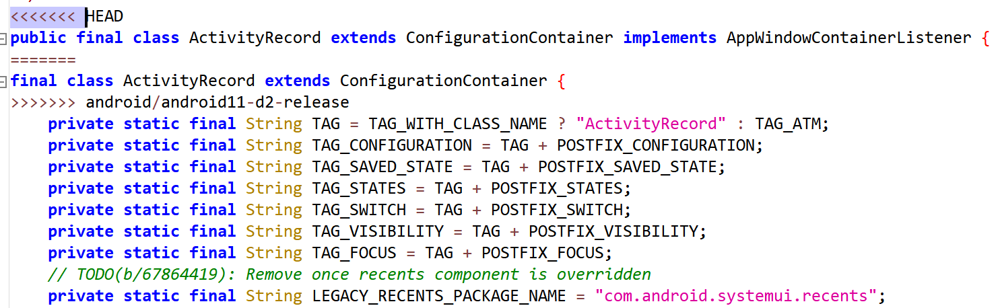 <<<<<<< HEAD
public final class ActivityRecord extends ConfigurationContainer implements AppWindowContainerListener {
=======
final class ActivityRecord extends ConfigurationContainer {
>>>>>>> android/android11-d2-release
    private static final String TAG = TAG_WITH_CLASS_NAME ? "ActivityRecord" : TAG_ATM;
    private static final String TAG_CONFIGURATION = TAG + POSTFIX_CONFIGURATION;
    private static final String TAG_SAVED_STATE = TAG + POSTFIX_SAVED_STATE;
    private static final String TAG_STATES = TAG + POSTFIX_STATES;
    private static final String TAG_SWITCH = TAG + POSTFIX_SWITCH;
    private static final String TAG_VISIBILITY = TAG + POSTFIX_VISIBILITY;
    private static final String TAG_FOCUS = TAG + POSTFIX_FOCUS;
    // TODO(b/67864419): Remove once recents component is overridden
    private static final String LEGACY_RECENTS_PACKAGE_NAME = "com.android.systemui.recents";